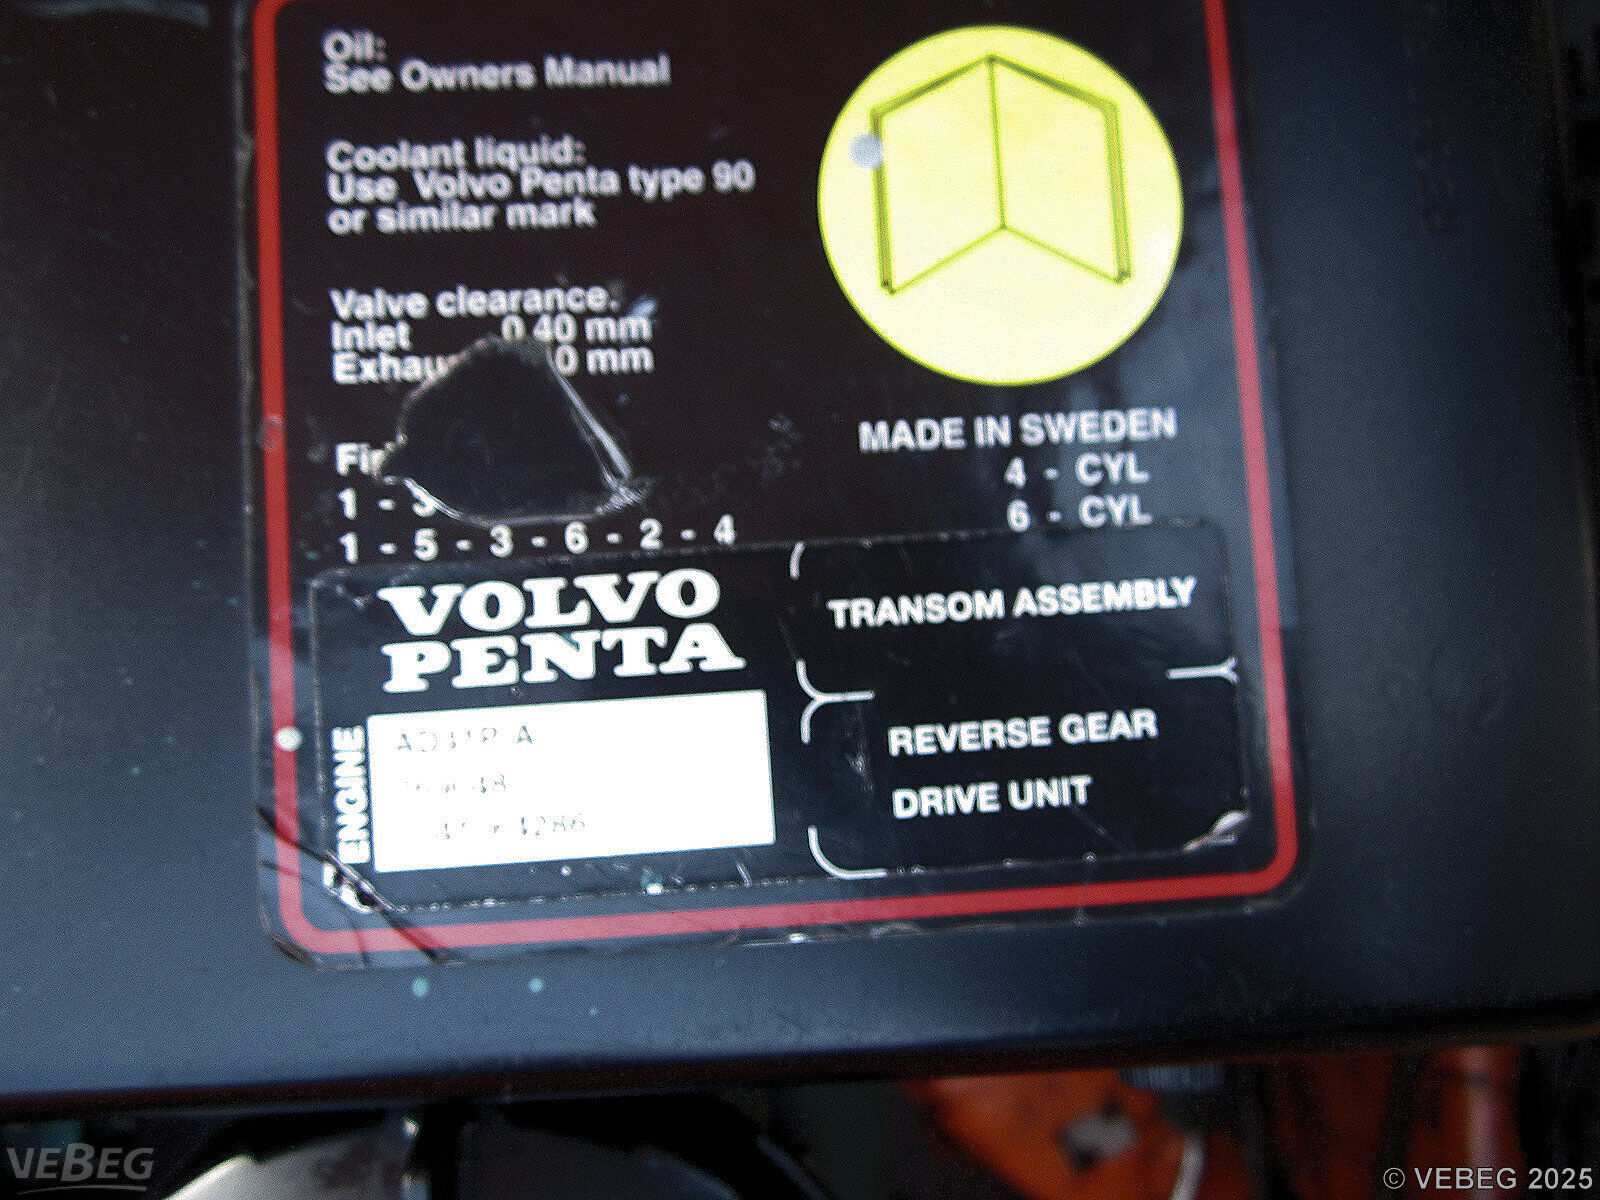 Oil:
See Owners Manual
Coolant liquid:
Use Volvo Penta type 90
or similar mark
Valve clearance:
Inlet 0.40 mm
mm
1 -
1 - 5 - 3 - 6 - 2 - 4
MADE IN SWEDEN
4 - CYL
6 - CYL
VOLVO
PENTA
ENGINE
TRANSOM ASSEMBLY
REVERSE GEAR
DRIVE UNIT
VEBEG
© VEBEG 2025